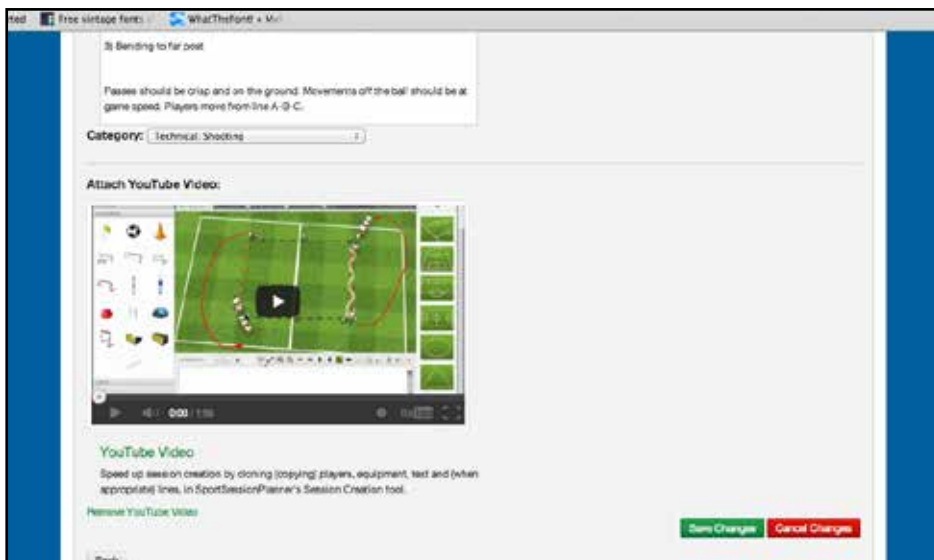 Free vintage fonts
WhatTheFont! « My
3) Bending to far post
Passes should be crisp and on the ground. Movements off the ball should be at
game speed. Players move from line A-B-C.
Category: Technical: Shooting
Attach YouTube Video:
0:00
YouTube Video
Speed up session creation by cloning (copying) players, equipment, text and (when
appropriate) lines, in SportSessionPlanner's Session Creation tool.
Remove YouTube Video
Save Changes Cancel Changes